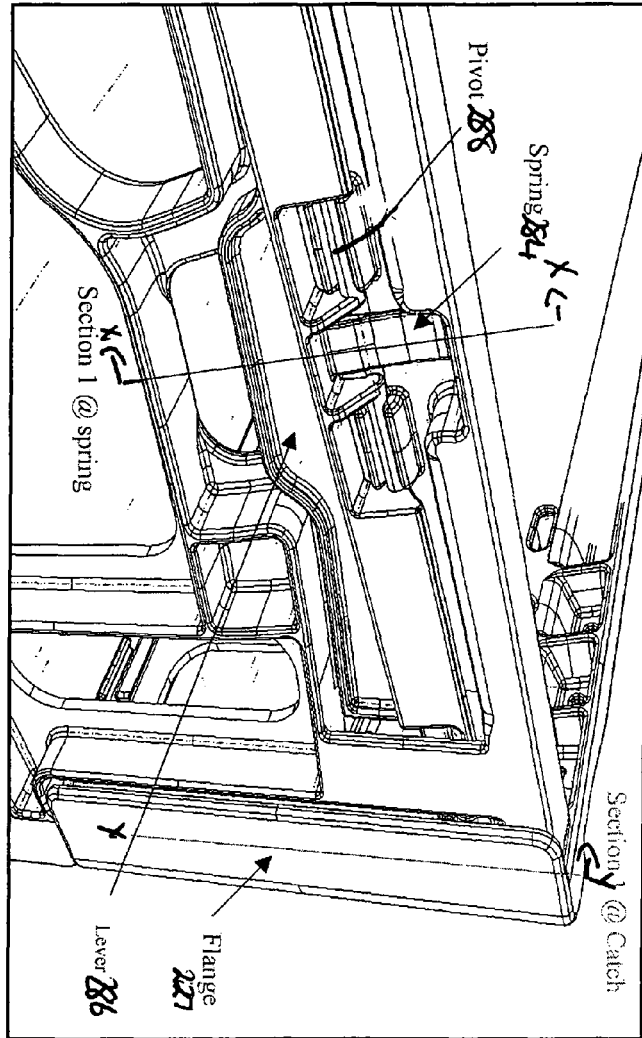 Pivot 288
Spring 284
X
Section 1 @ spring
X
Section 1 @ Catch
Y
Y
Flange
227
Lever 286